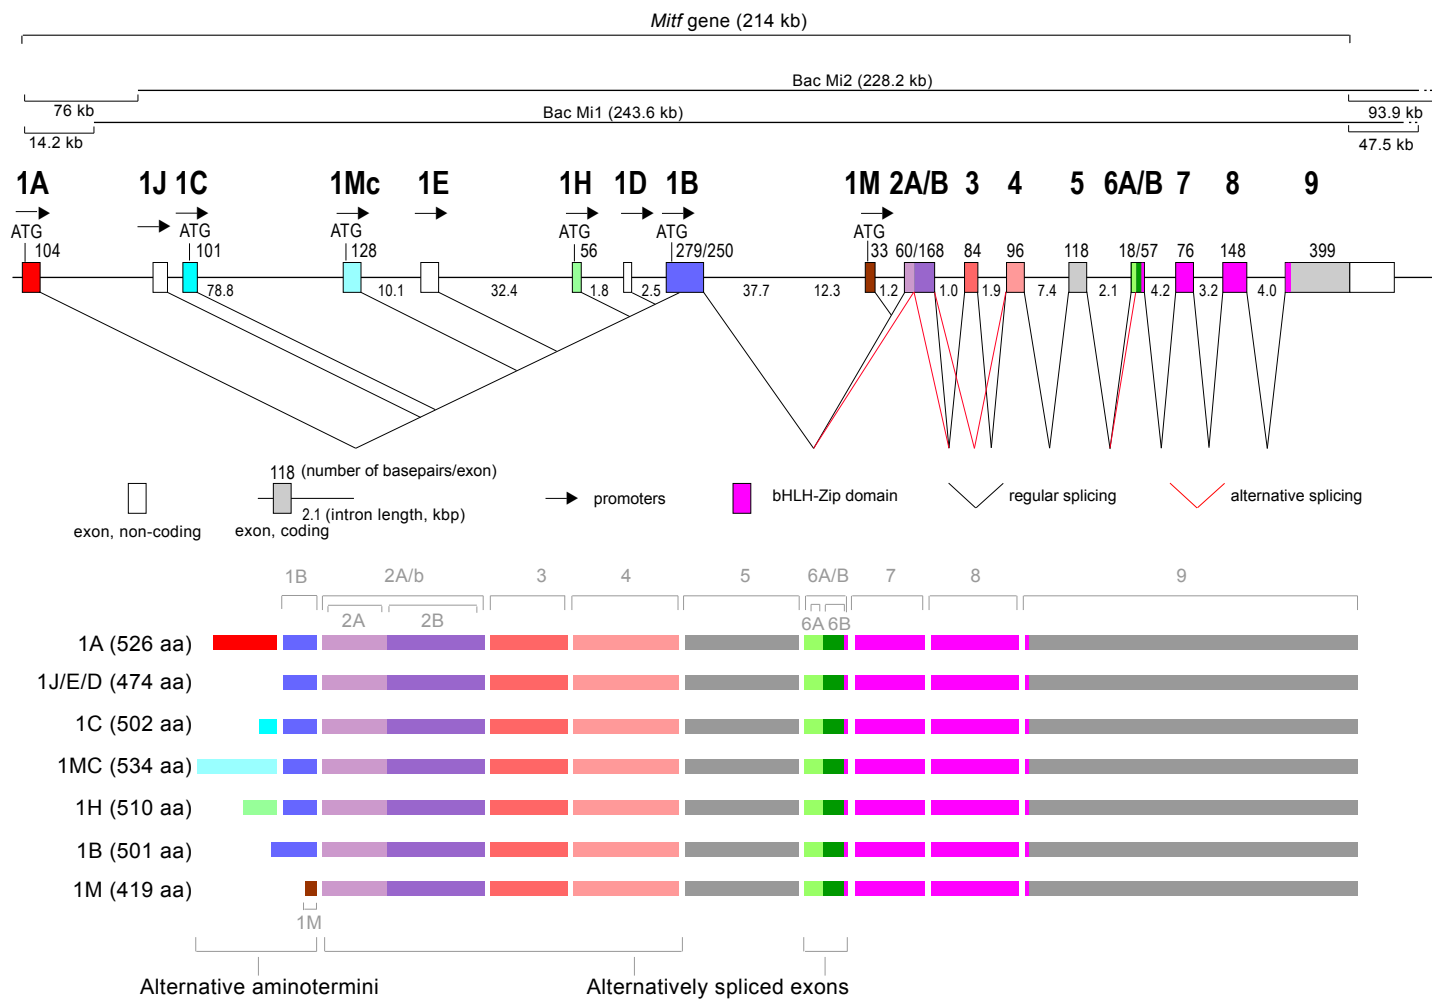 Mitf gene (214 kb)
Bac Mi2 (228.2 kb)
76 kb
Bac Mi1 (243.6 kb)
93.9 kb
14.2 kb
47.5 kb
1A 1J 1C 1Mc 1E 1H 1D 1B 1M 2A/B 3 4 5 6A/B 7 8 9
ATG ATG ATG ATG ATG ATG
104 101 128 56 279/250 33 60/168 84 96 118 18/57 76 148 399
78.8 10.1 32.4 1.8 2.5 37.7 12.3 1.2 1.0 1.9 7.4 2.1 4.2 3.2 4.0
118 (number of basepairs/exon)
promoters
bHLH-Zip domain
regular splicing
alternative splicing
2.1 (intron length, kbp)
exon, non-coding
exon, coding
1B 2A/b 3 4 5 6A/B 7 8 9
2A 2B 6A 6B
1A (526 aa)
1J/E/D (474 aa)
1C (502 aa)
1MC (534 aa)
1H (510 aa)
1B (501 aa)
1M (419 aa)
1M
Alternative aminotermini
Alternatively spliced exons